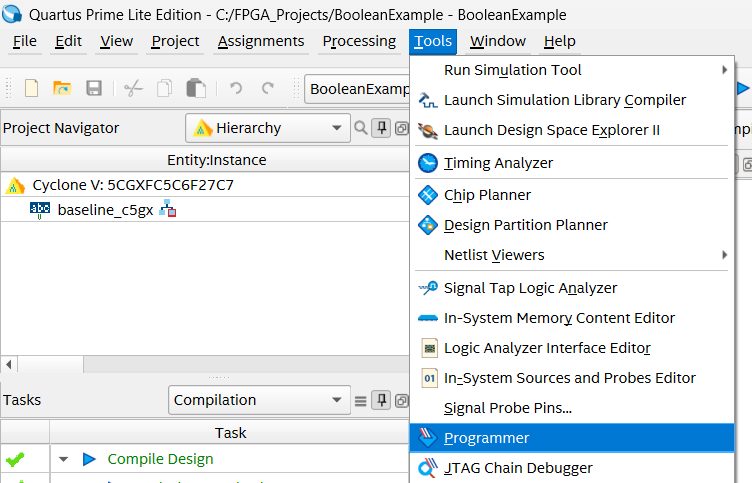 Quartus Prime Lite Edition - C:/FPGA_Projects/BooleanExample - BooleanExample
File Edit View Project Assignments Processing Tools Window Help
BooleanExamp
Project Navigator
Hierarchy
Entity:Instance
Cyclone V: 5CGXFC5C6F27C7
abc baseline_c5gx
Tasks
Compilation
Task
Compile Design
Run Simulation Tool
Launch Simulation Library Compiler
Launch Design Space Explorer II
Timing Analyzer
Chip Planner
Design Partition Planner
Netlist Viewers
Signal Tap Logic Analyzer
In-System Memory Content Editor
Logic Analyzer Interface Editor
01 In-System Sources and Probes Editor
Signal Probe Pins...
Programmer
JTAG Chain Debugger